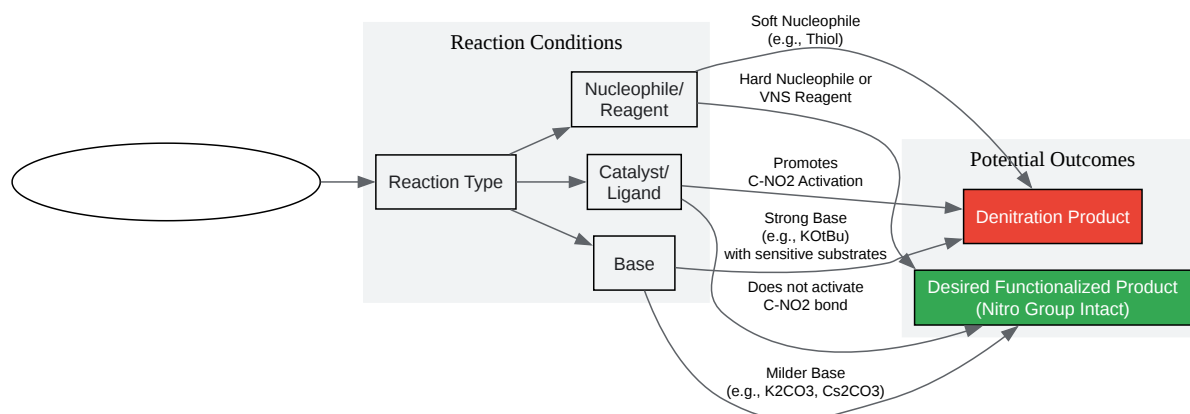 Soft Nucleophile
(e.g., Thiol)
Reaction Conditions
Hard Nucleophile or
VNS Reagent
Nucleophile/
Reagent
Potential Outcomes
Promotes
C-NO2 Activation
Reaction Type
Catalyst/
Ligand
Denitration Product
Strong Base
(e.g., KOtBu)
with sensitive substrates
Base
Does not activate
C-NO2 bond
Desired Functionalized Product
(Nitro Group Intact)
Milder Base
(e.g., K2CO3, Cs2CO3)